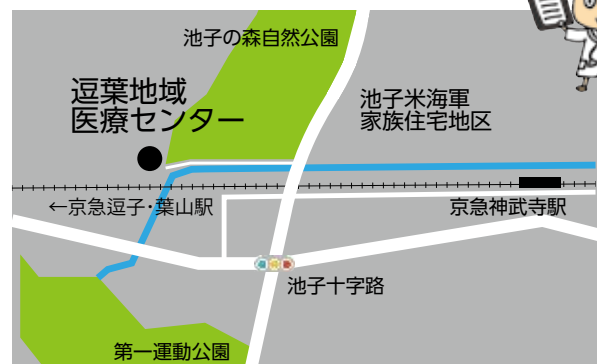 池子の森自然公園
逗葉地域
医療センター
池子米海軍
家族住宅地区
←京急逗子・葉山駅
京急神武寺駅
池子十字路
第一運動公園